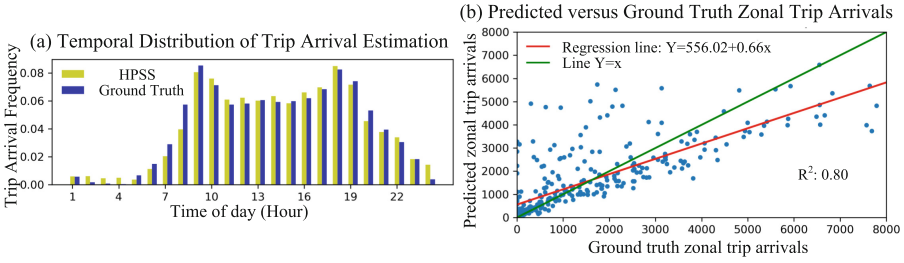 (a) Temporal Distribution of Trip Arrival Estimation
Trip Arrival Frequency
0.08
0.06
0.04
0.02
0.00
HPSS
Ground Truth
1 4 7 10 13 16 19 22
Time of day (Hour)
(b) Predicted versus Ground Truth Zonal Trip Arrivals
Predicted zonal trip arrivals
8000
7000
6000
5000
4000
3000
2000
1000
0
Regression line: Y=556.02+0.66x
Line Y=x
R²: 0.80
0 1000 2000 3000 4000 5000 6000 7000 8000
Ground truth zonal trip arrivals